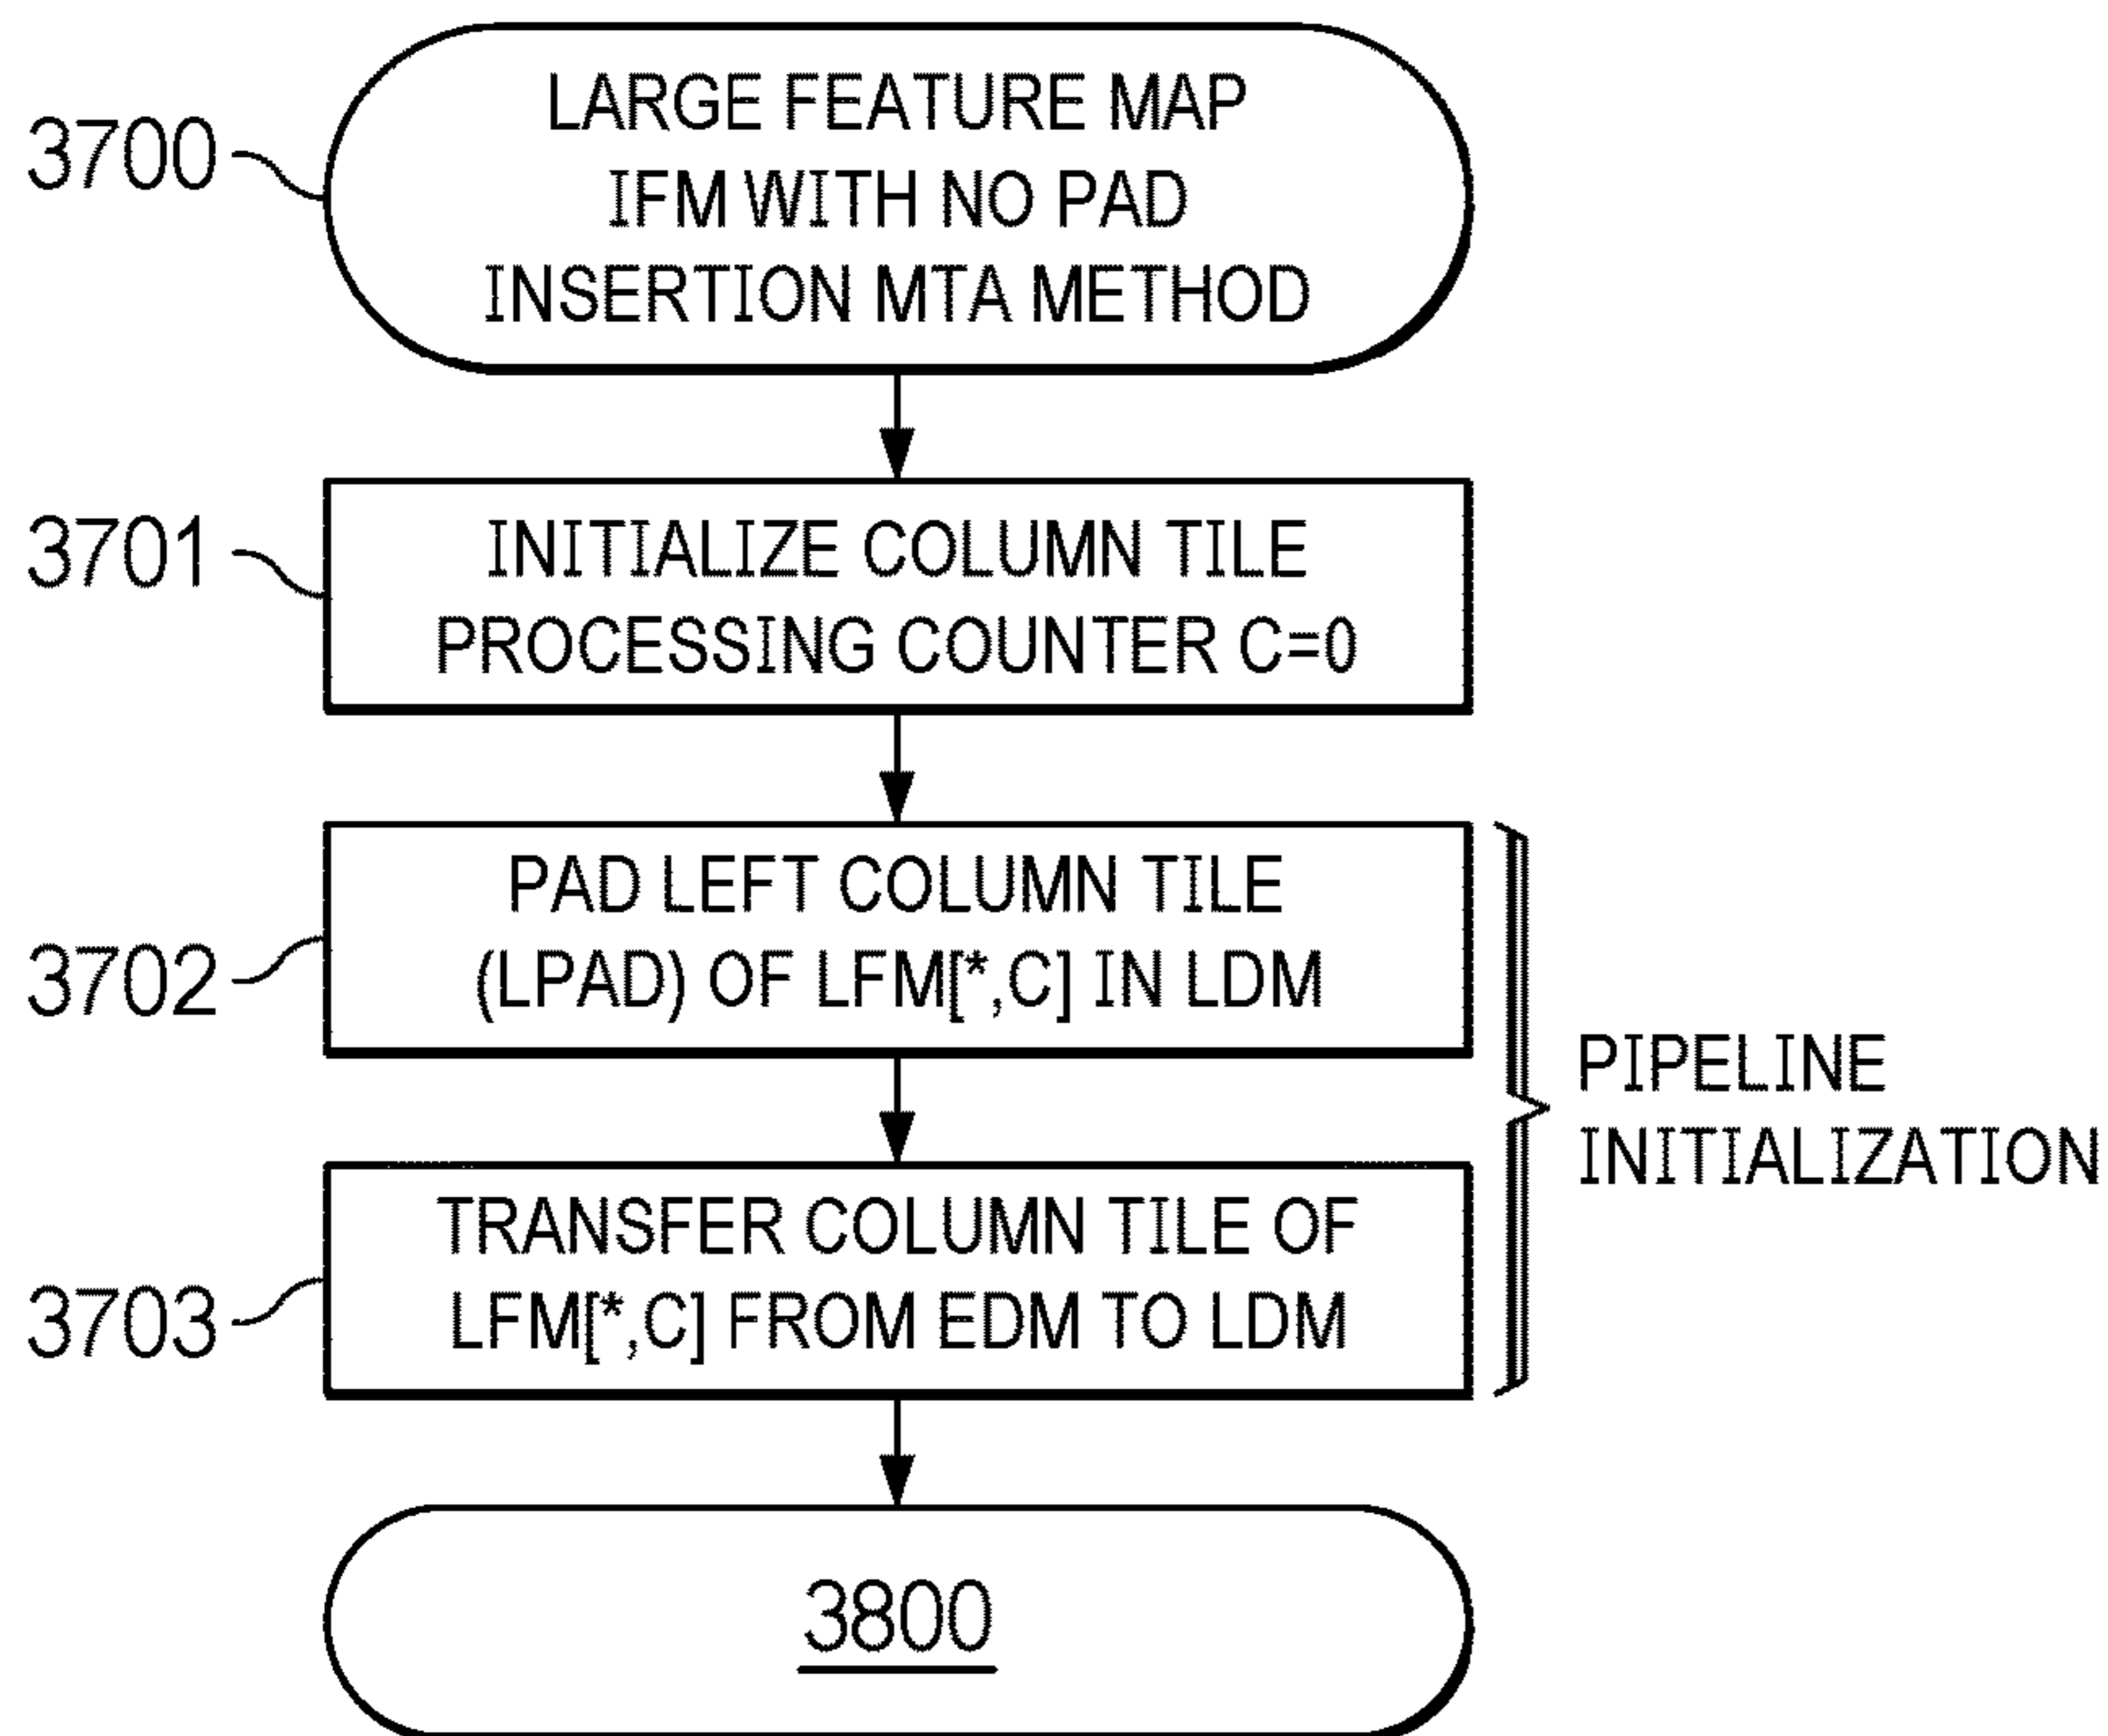 3700
LARGE FEATURE MAP
IFM WITH NO PAD
INSERTION MTA METHOD
3701
INITIALIZE COLUMN TILE
PROCESSING COUNTER C=0
3702
PAD LEFT COLUMN TILE
(LPAD) OF LFM[*,C] IN LDM
PIPELINE
INITIALIZATION
3703
TRANSFER COLUMN TILE OF
LFM[*,C] FROM EDM TO LDM
3800